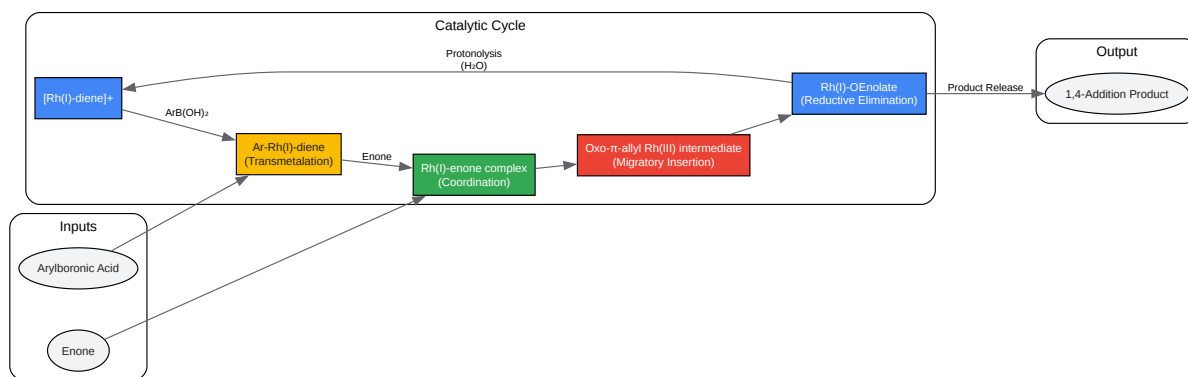 Catalytic Cycle
Protonolysis
(H₂O)
[Rh(I)-diene]+
ArB(OH)₂
Ar-Rh(I)-diene
(Transmetalation)
Enone
Rh(I)-enone complex
(Coordination)
Oxo-π-allyl Rh(III) intermediate
(Migratory Insertion)
Rh(I)-OEnolate
(Reductive Elimination)
Product Release
Output
1,4-Addition Product
Inputs
Arylboronic Acid
Enone